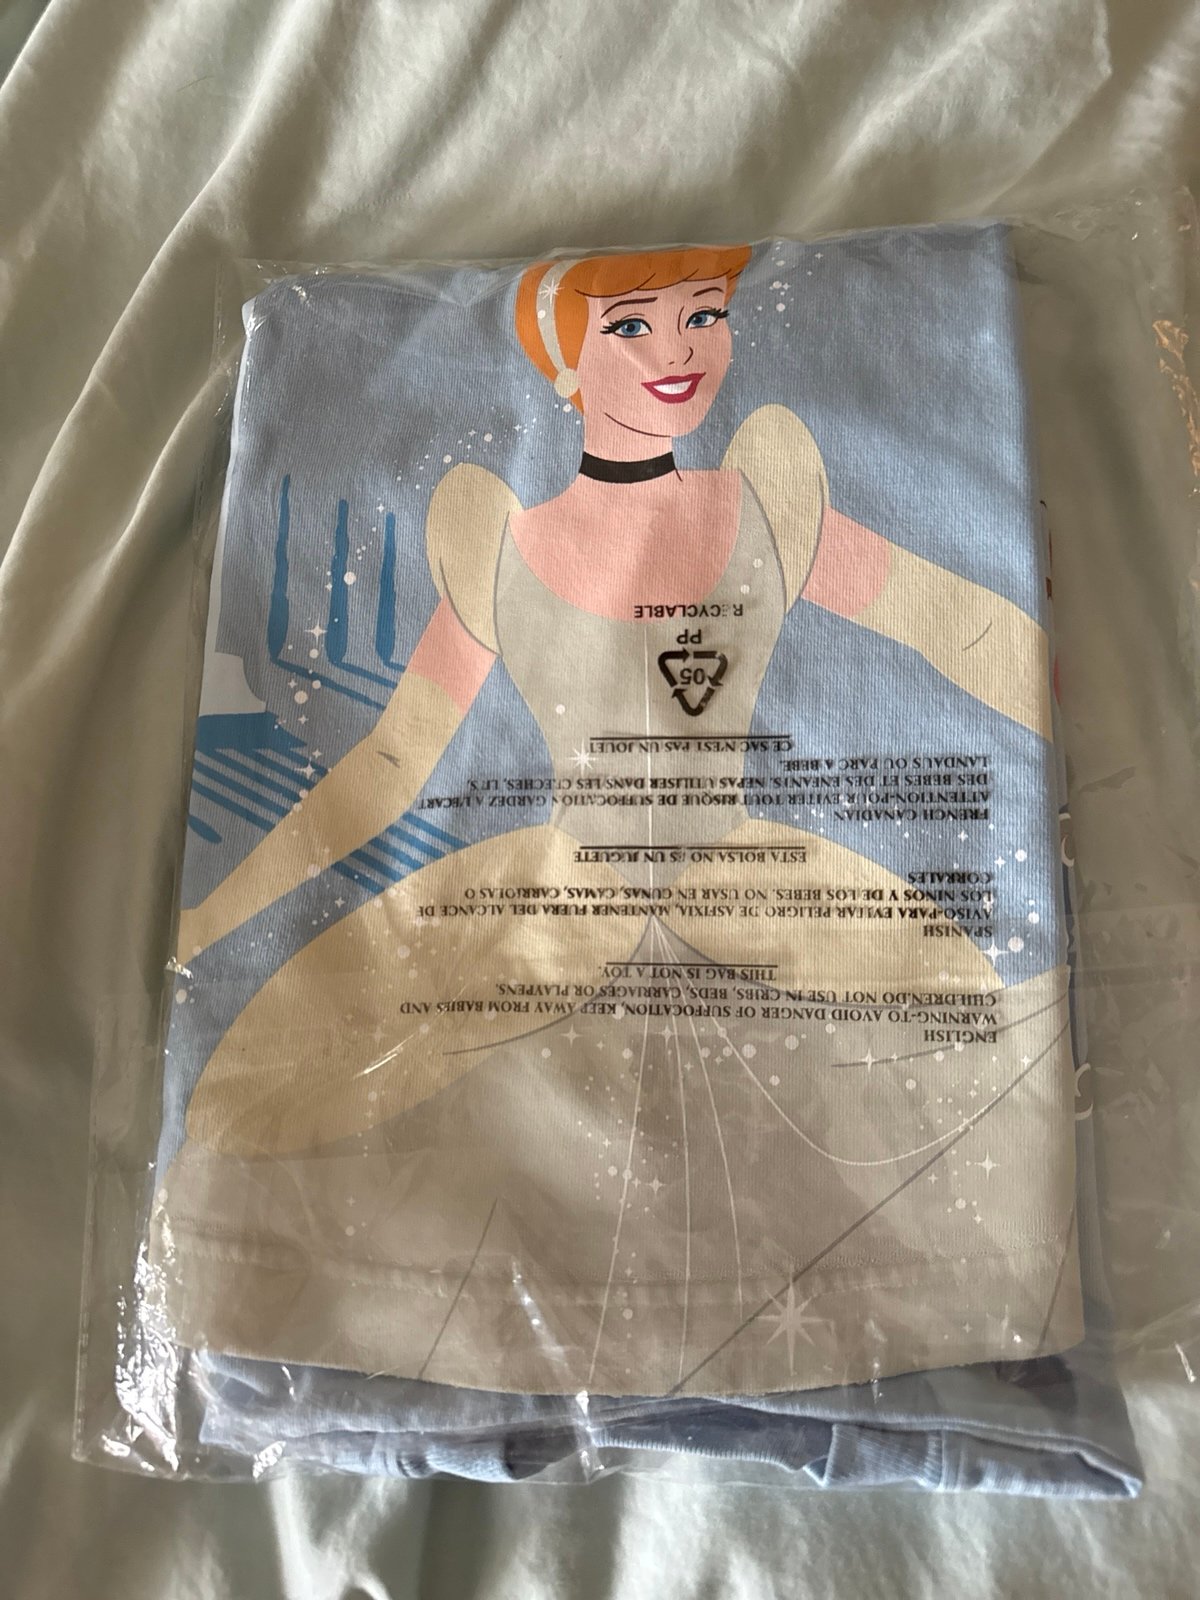 ENGLISH
WARNING-TO AVOID DANGER OF SUFFOCATION, KEEP AWAY FROM BABIES AND
CHILDREN.DO NOT USE IN CRIBS, BEDS, CARRIAGES OR PLAYPENS.
THIS BAG IS NOT A TOY.
SPANISH
AVISO-PARA EVITAR PELIGRO DE ASFIXIA, MANTENER FUERA DEL ALCANCE DE
LOS NINOS Y DE LOS BEBES. NO USAR EN CUNAS, CAMAS, CARRIOLAS O
CORRALES
ESTA BOLSA NO ES UN JUGUETE
FRENCH CANADIAN
ATTENTION-POUR-EVITER TOUT RISQUE DE SUFFOCATION GARDEZ A L'ECART
DES BEBES ET DES ENFANTS. NEPAS UTILISER DANS LES CRECHES, LITS,
LANDAUS OU PARC A BEBE.
CE SAC N'EST PAS UN JOUET
05
PP
RECYCLABLE